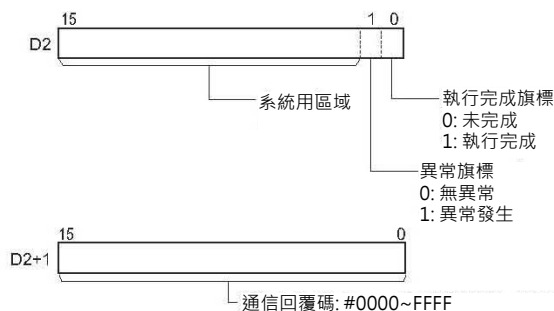 15 1 0
D2
系統用區域
執行完成旗標
0: 未完成
1: 執行完成
異常旗標
0: 無異常
1: 異常發生
15 0
D2+1
通信回覆碼: #0000~FFFF